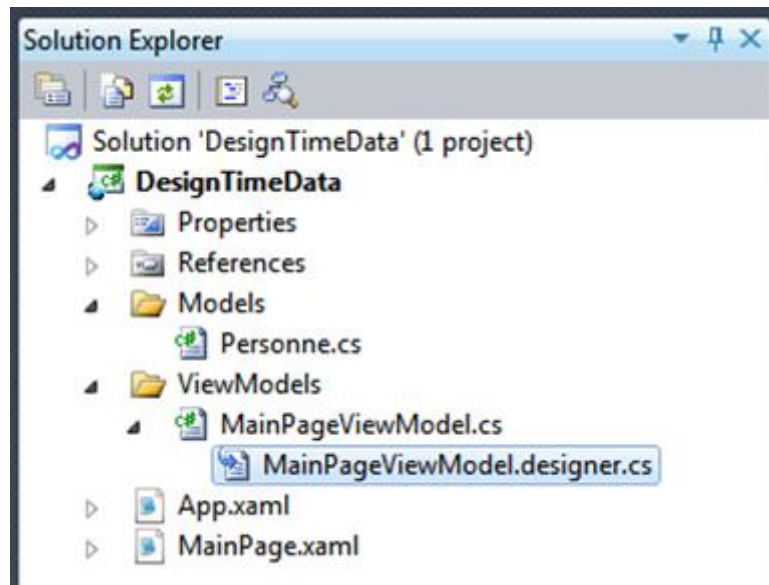 Solution Explorer
Solution 'DesignTimeData' (1 project)
DesignTimeData
Properties
References
Models
Personne.cs
ViewModels
MainPageViewModel.cs
MainPageViewModel.designer.cs
App.xaml
MainPage.xaml